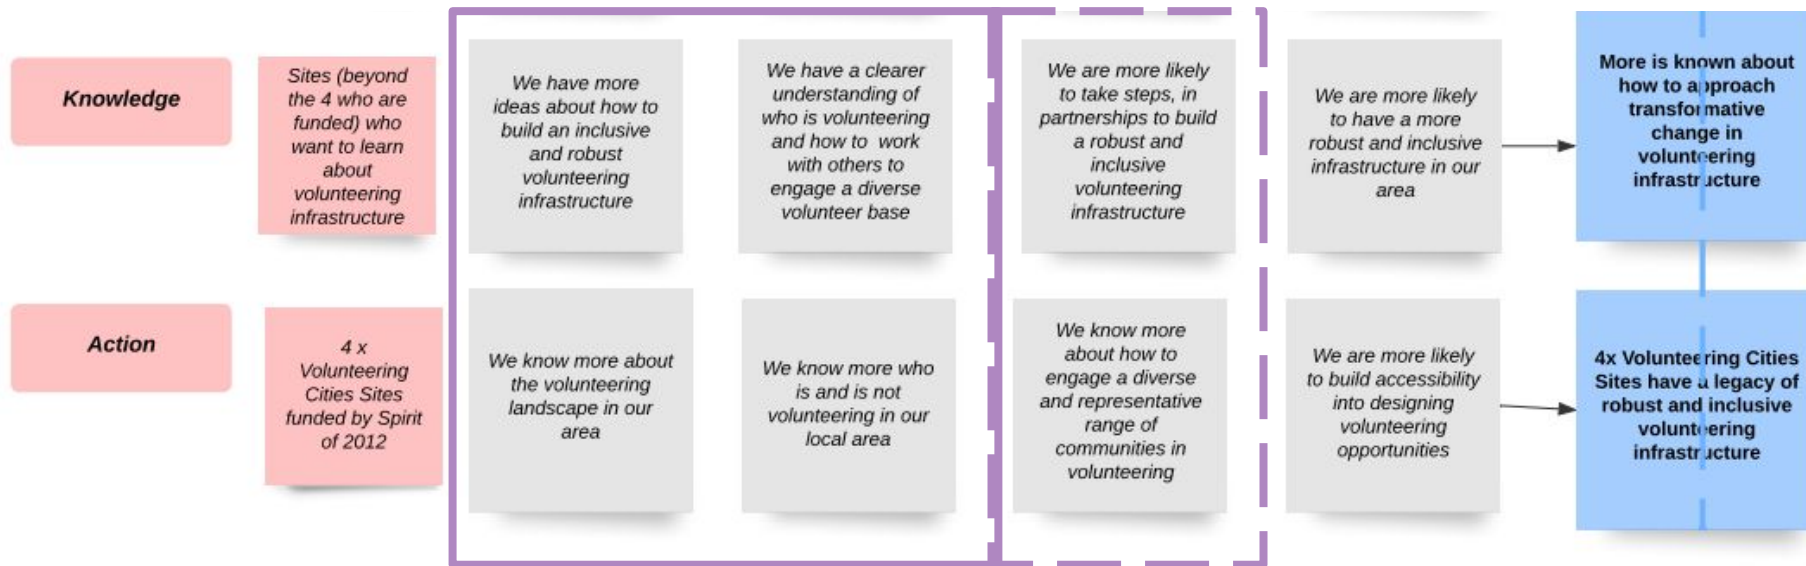 Knowledge
Sites (beyond
the 4 who are
funded) who
want to learn
about
volunteering
infrastructure
We have more
ideas about how to
build an inclusive
and robust
volunteering
infrastructure
We have a clearer
understanding of
who is volunteering
and how to work
with others to
engage a diverse
volunteer base
We are more likely
to take steps, in
partnerships to build
a robust and
inclusive
volunteering
infrastructure
We are more likely
to have a more
robust and inclusive
infrastructure in our
area
More is known about
how to approach
transformative
change in
volunteering
infrastructure
Action
4 x
Volunteering
Cities Sites
funded by Spirit
of 2012
We know more about
the volunteering
landscape in our
area
We know more who
is and is not
volunteering in our
local area
We know more
about how to
engage a diverse
and representative
range of
communities in
volunteering
We are more likely
to build accessibility
into designing
volunteering
opportunities
4x Volunteering Cities
Sites have a legacy of
robust and inclusive
volunteering
infrastructure